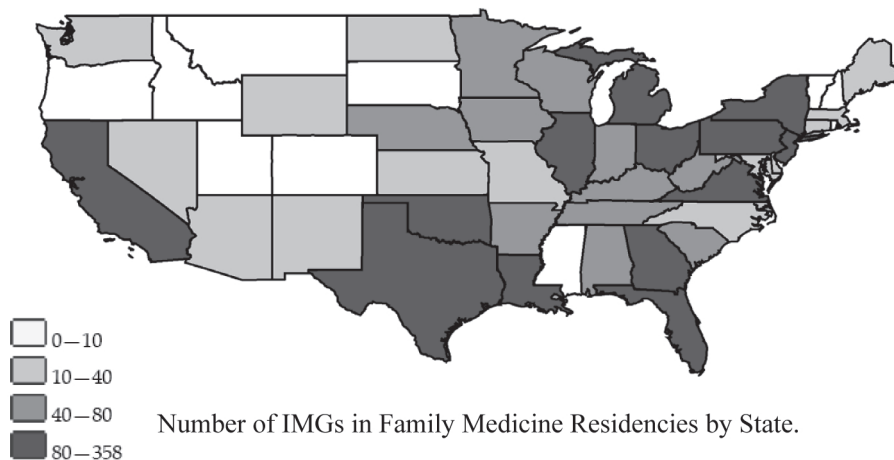 0—10
10—40
40—80
80—358
Number of IMGs in Family Medicine Residencies by State.